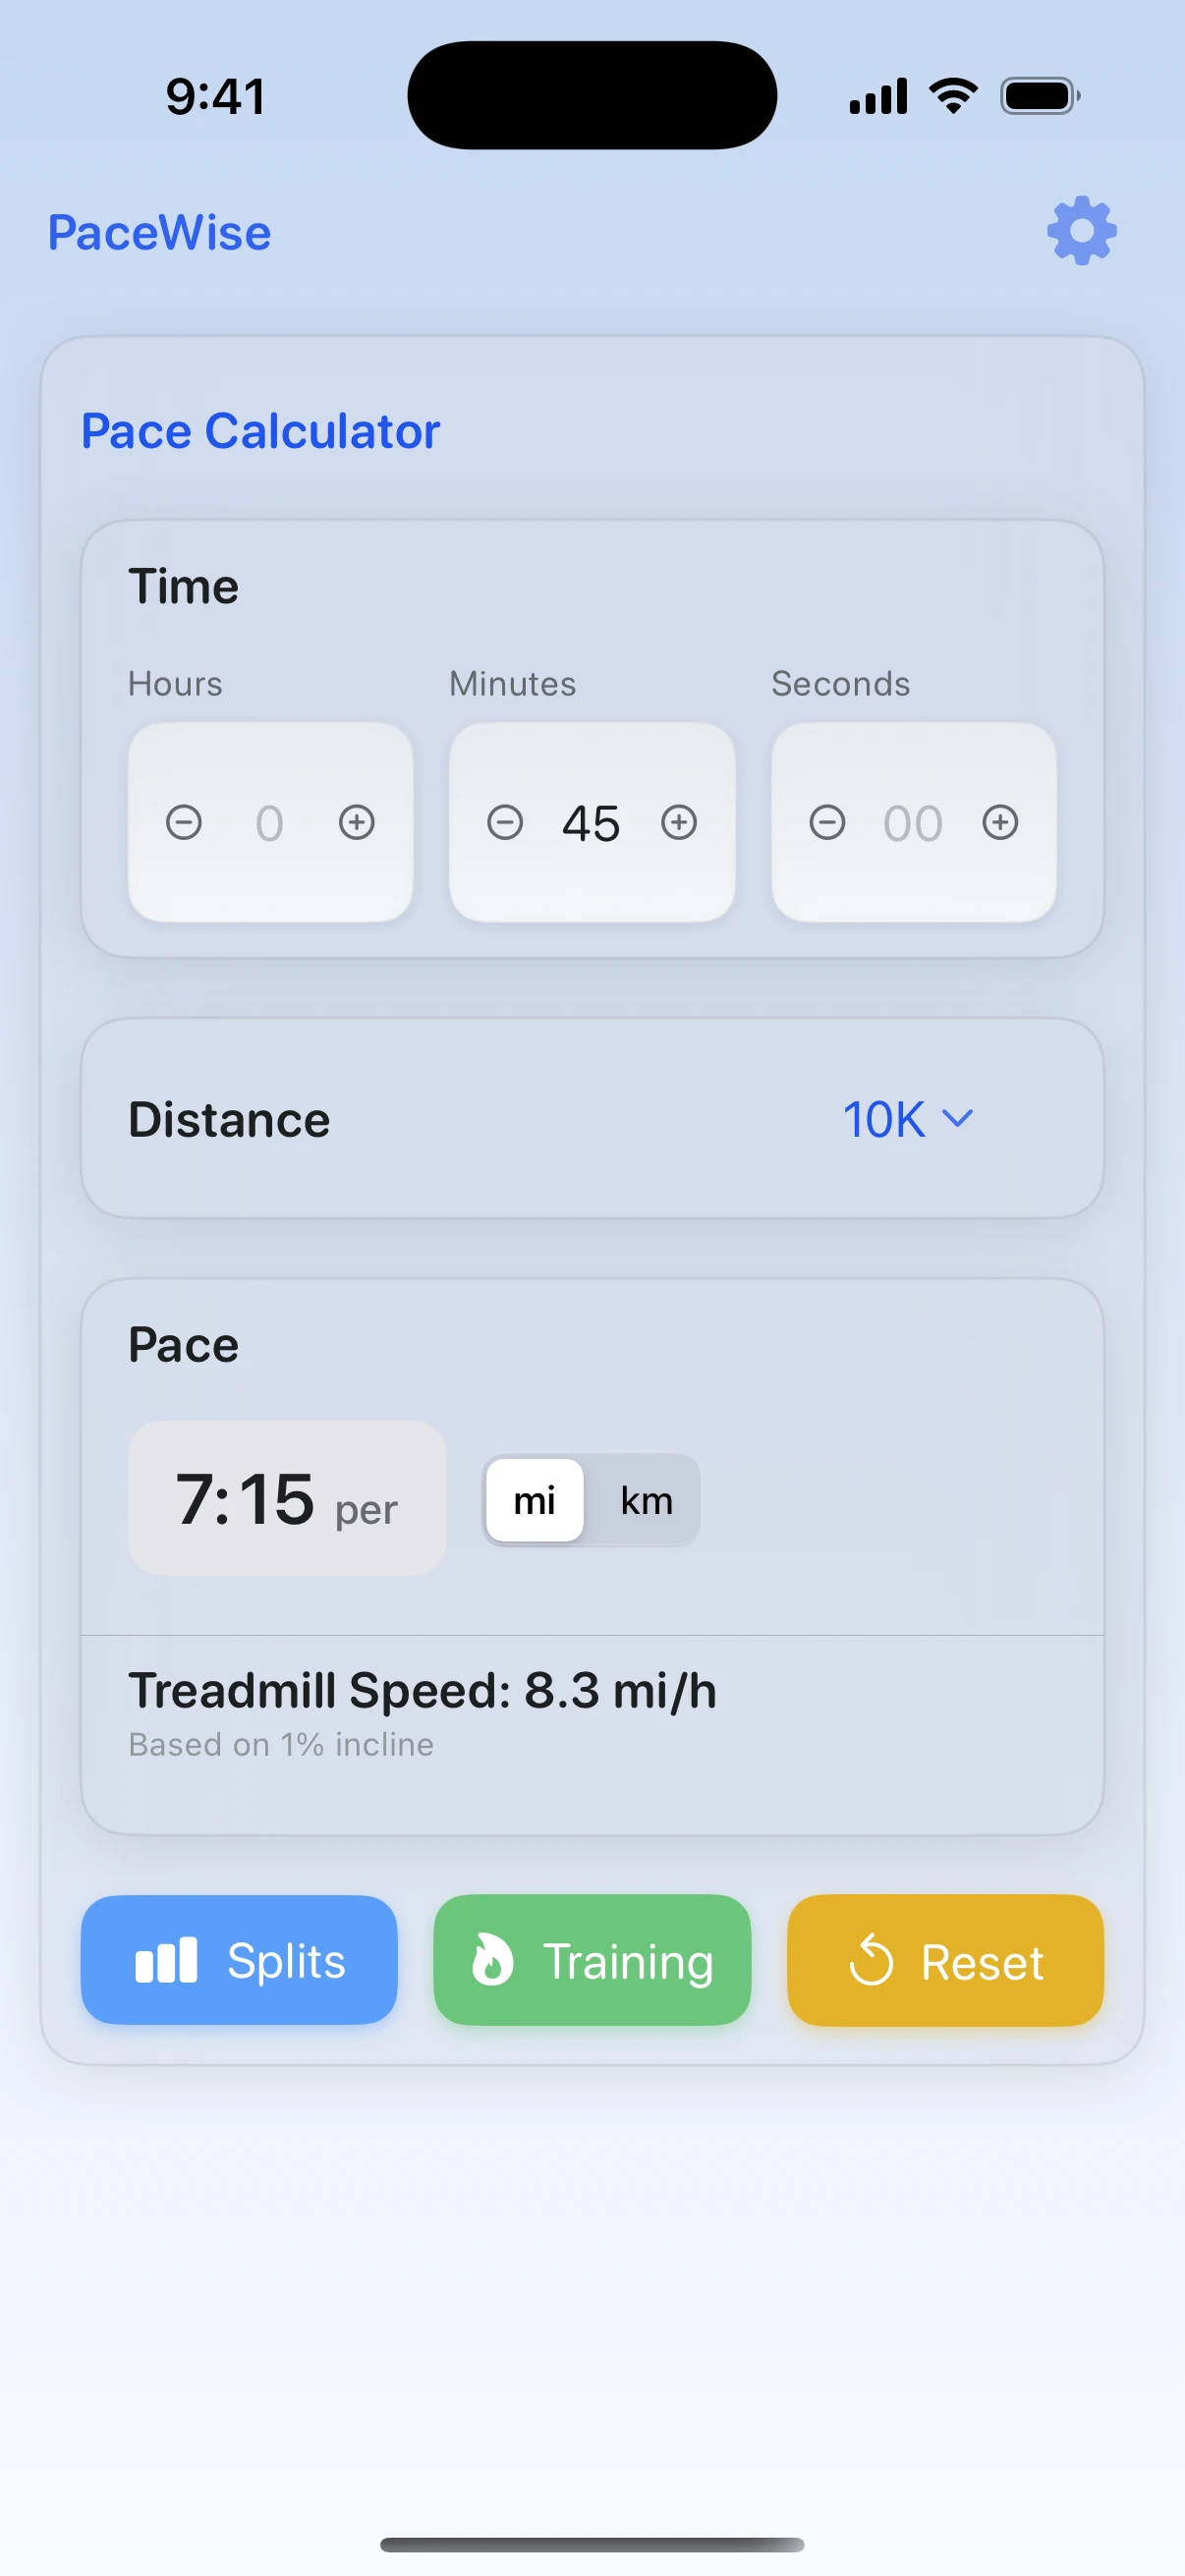 9:41
PaceWise
Pace Calculator
Time
Hours Minutes Seconds
0 45 00
Distance 10K
Pace
7:15 per mi km
Treadmill Speed: 8.3 mi/h
Based on 1% incline
Splits Training Reset